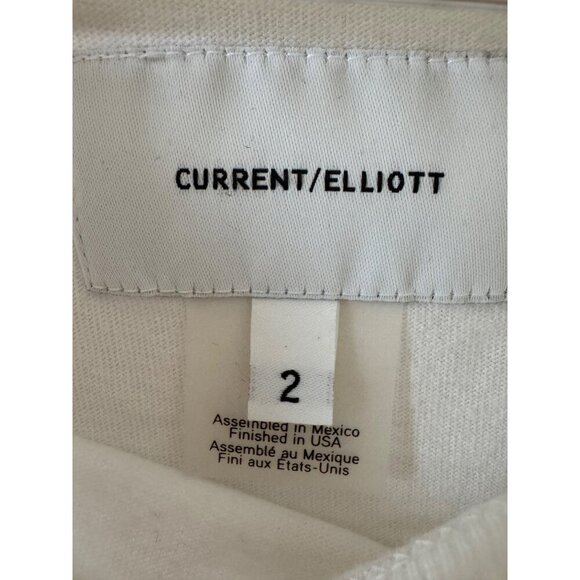 CURRENT/ELLIOTT
2
Assembled in Mexico
Finished in USA
Assemblé au Mexique
Fini aux États-Unis